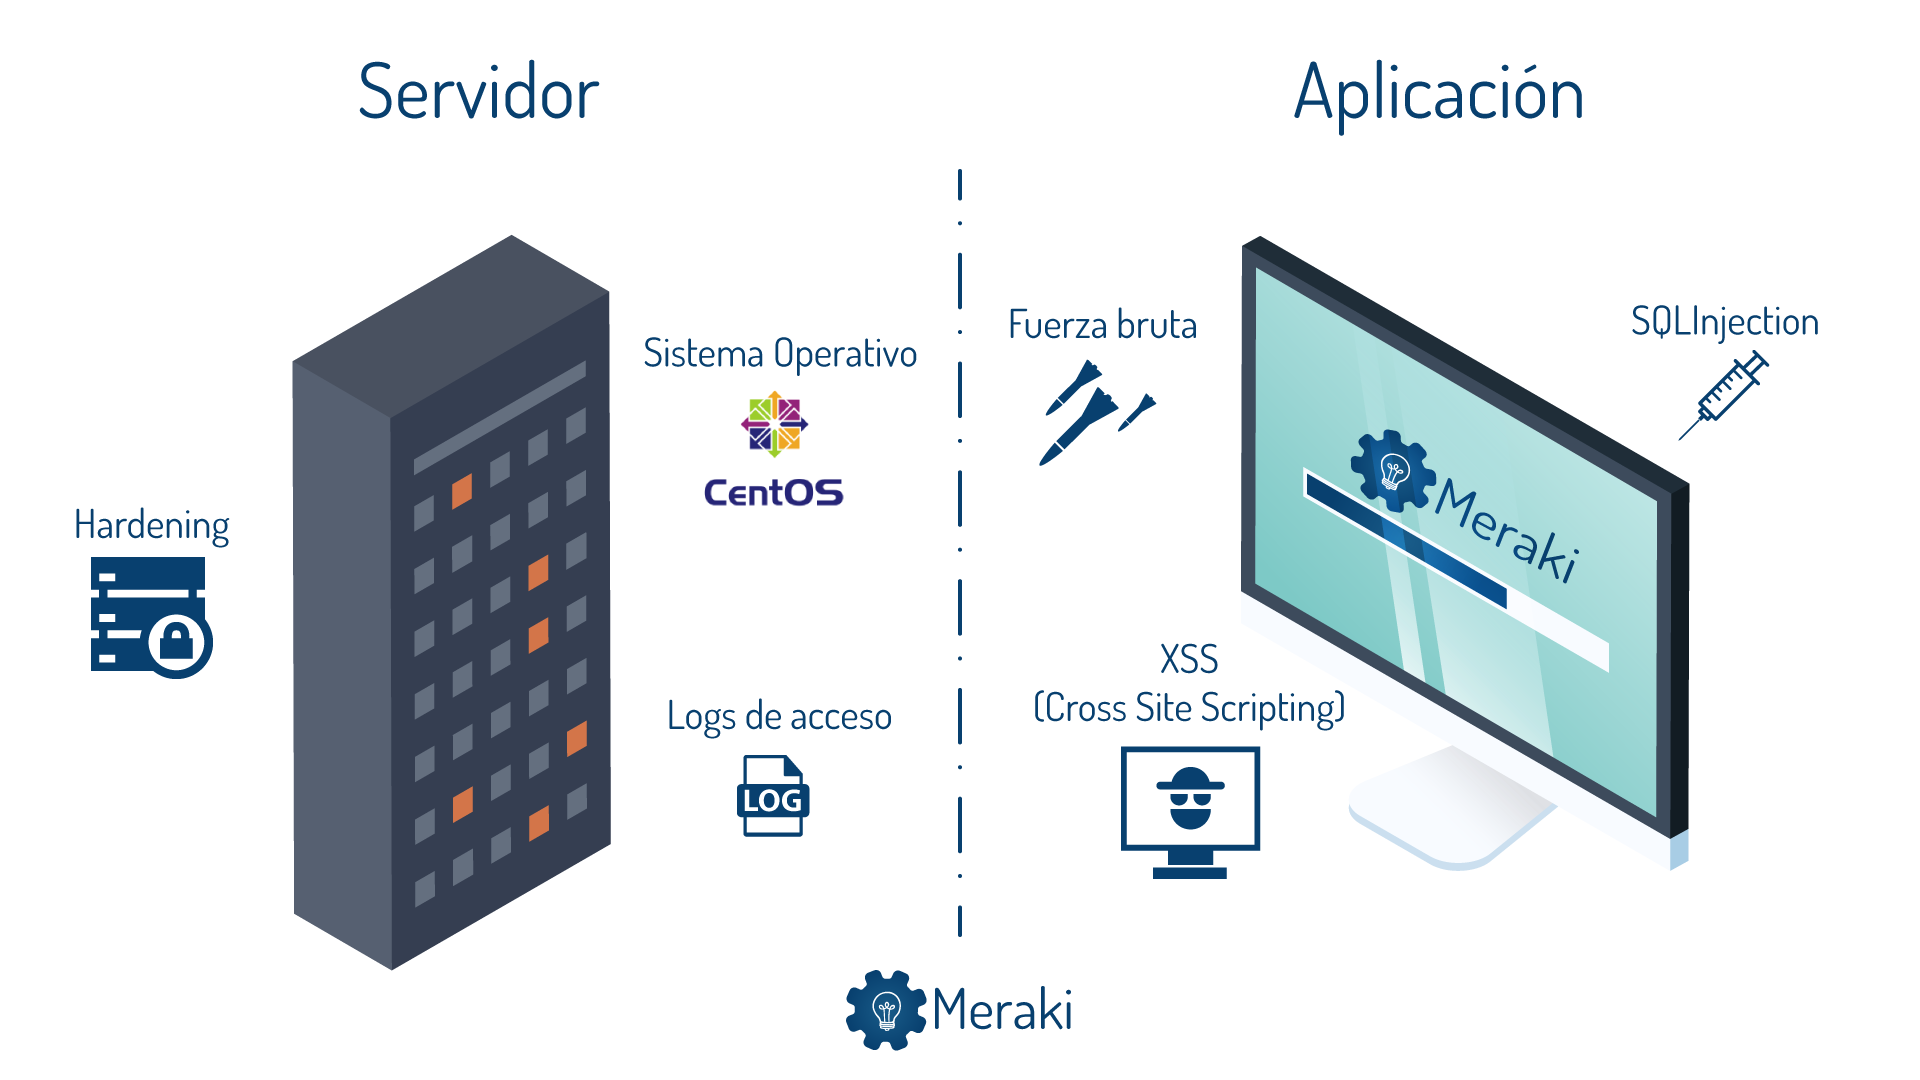 Servidor
Aplicación
Hardening
Sistema Operativo
CentOS
Logs de acceso
LOG
Fuerza bruta
SQLInjection
XSS
(Cross Site Scripting)
Meraki
Meraki